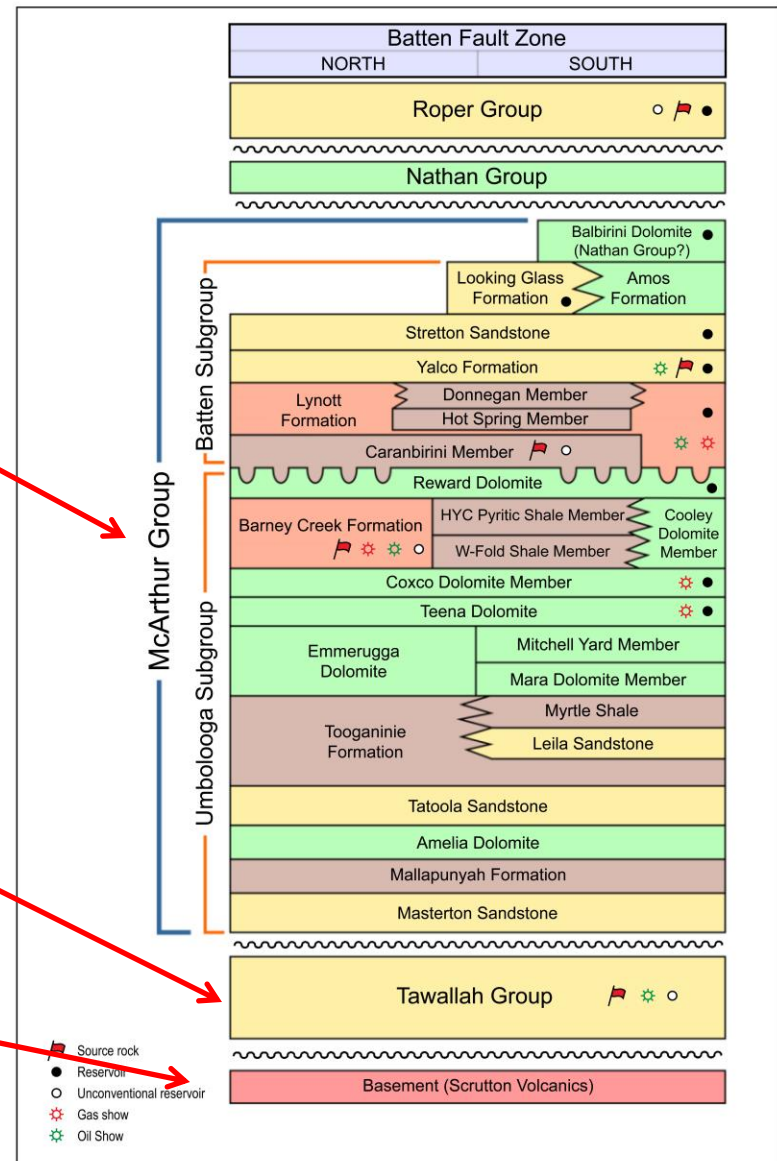 Batten Fault Zone
NORTH
SOUTH
Roper Group
Nathan Group
Balbirini Dolomite
(Nathan Group?)
Looking Glass
Formation
Amos
Formation
Stretton Sandstone
Yalco Formation
Lynott
Formation
Donnegan Member
Hot Spring Member
Caranbirini Member
Batten Subgroup
McArthur Group
Reward Dolomite
Barney Creek Formation
HYC Pyritic Shale Member
W-Fold Shale Member
Cooley
Dolomite
Member
Coxco Dolomite Member
Teena Dolomite
Emmerugga
Dolomite
Mitchell Yard Member
Mara Dolomite Member
Umbolooga Subgroup
Tooganinie
Formation
Myrtle Shale
Leila Sandstone
Tatoola Sandstone
Amelia Dolomite
Mallapunyah Formation
Masterton Sandstone
Tawallah Group
Basement (Scrutton Volcanics)
Source rock
Reservoir
Unconventional reservoir
Gas show
Oil Show